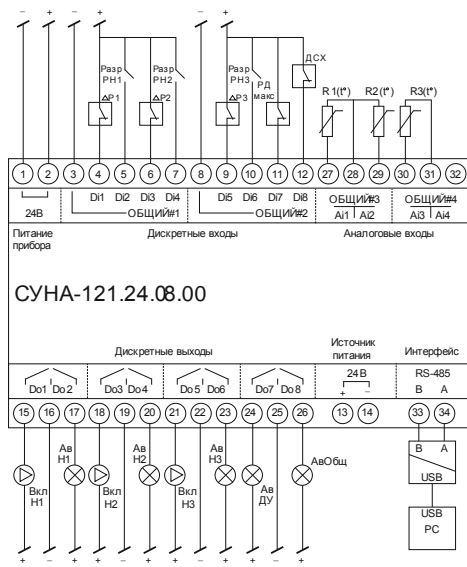 – + – + – +
Разр РН1
Разр РН2
Разр РН3
РД макс
ДСХ
ΔP1 ΔP2 ΔP3
R1(t°) R2(t°) R3(t°)
1 2 3 4 5 6 7 8 9 10 11 12 27 28 29 30 31 32
24В
Di1 Di2 Di3 Di4
ОБЩИЙ#1
Di5 Di6 Di7 Di8
ОБЩИЙ#2
ОБЩИЙ#3
Ai1 Ai2
ОБЩИЙ#4
Ai3 Ai4
Питание прибора
Дискретные входы
Аналоговые входы
СУНА-121.24.08.00
Дискретные выходы
Источник питания
Интерфейс
Do1 Do2 Do3 Do4 Do5 Do6 Do7 Do8
24В
+ –
RS-485
B A
15 16 17 18 19 20 21 22 23 24 25 26 13 14 33 34
Вкл Н1
Ав Н1
Вкл Н2
Ав Н2
Вкл Н3
Ав Н3
Ав ДУ
АвОбщ
B A
USB
USB
PC
+ – + + – + + – + + – +